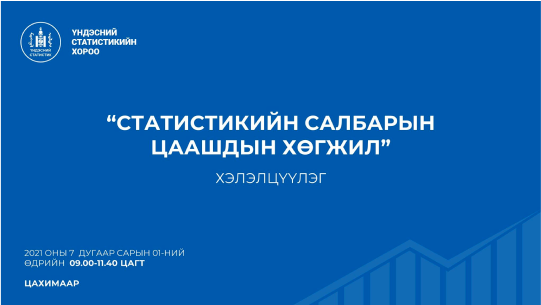 ҮНДЭСНИЙ
СТАТИСТИКИЙН
ХОРОО
ҮНДЭСНИЙ
СТАТИСТИК
“СТАТИСТИКИЙН САЛБАРЫН
ЦААШДЫН ХӨГЖИЛ”
ХЭЛЭЛЦҮҮЛЭГ
2021 ОНЫ 7 ДУГААР САРЫН 01-НИЙ
ӨДРИЙН 09.00-11.40 ЦАГТ
ЦАХИМААР